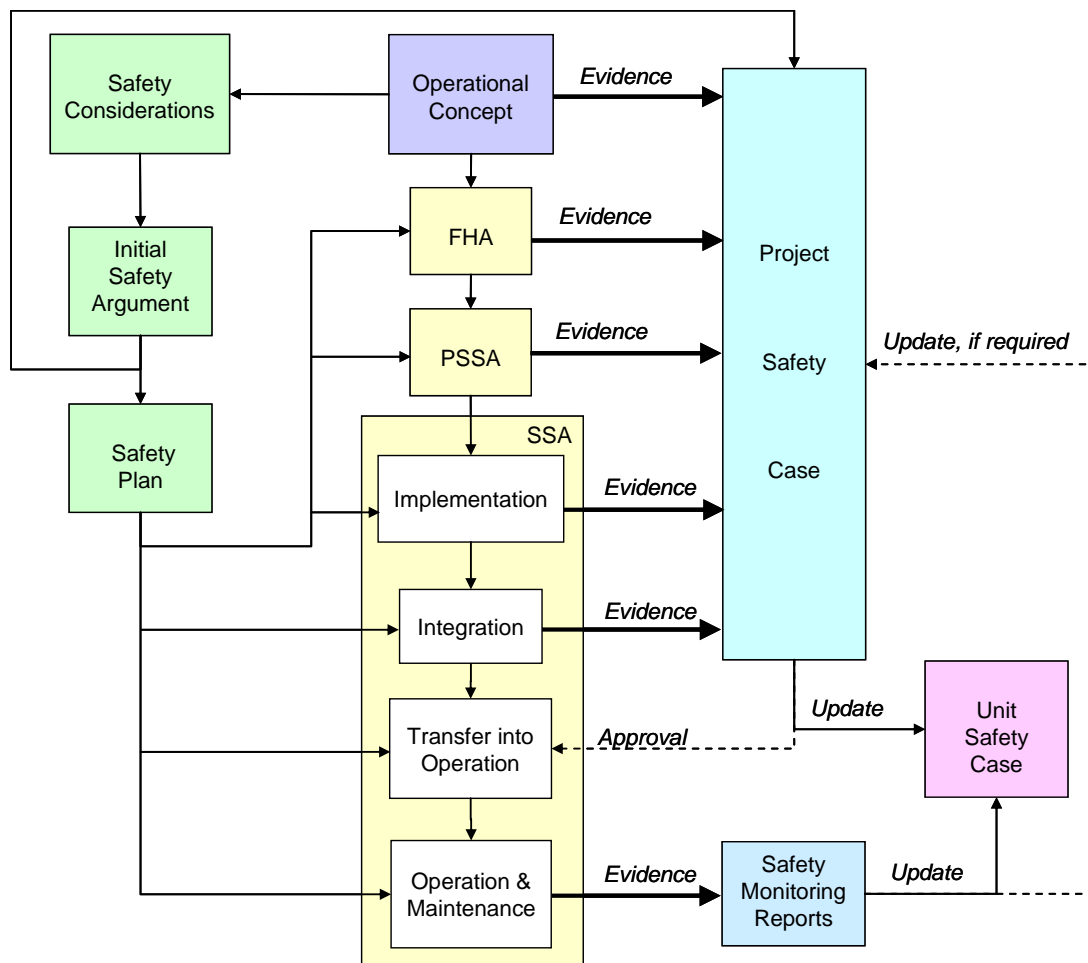 Safety
Considerations
Operational
Concept
Evidence
FHA
Evidence
Initial
Safety
Argument
Project
Safety
Case
PSSA
Evidence
Update, if required
Safety
Plan
SSA
Implementation
Evidence
Integration
Evidence
Transfer into
Operation
Approval
Update
Unit
Safety
Case
Operation &
Maintenance
Evidence
Safety
Monitoring
Reports
Update